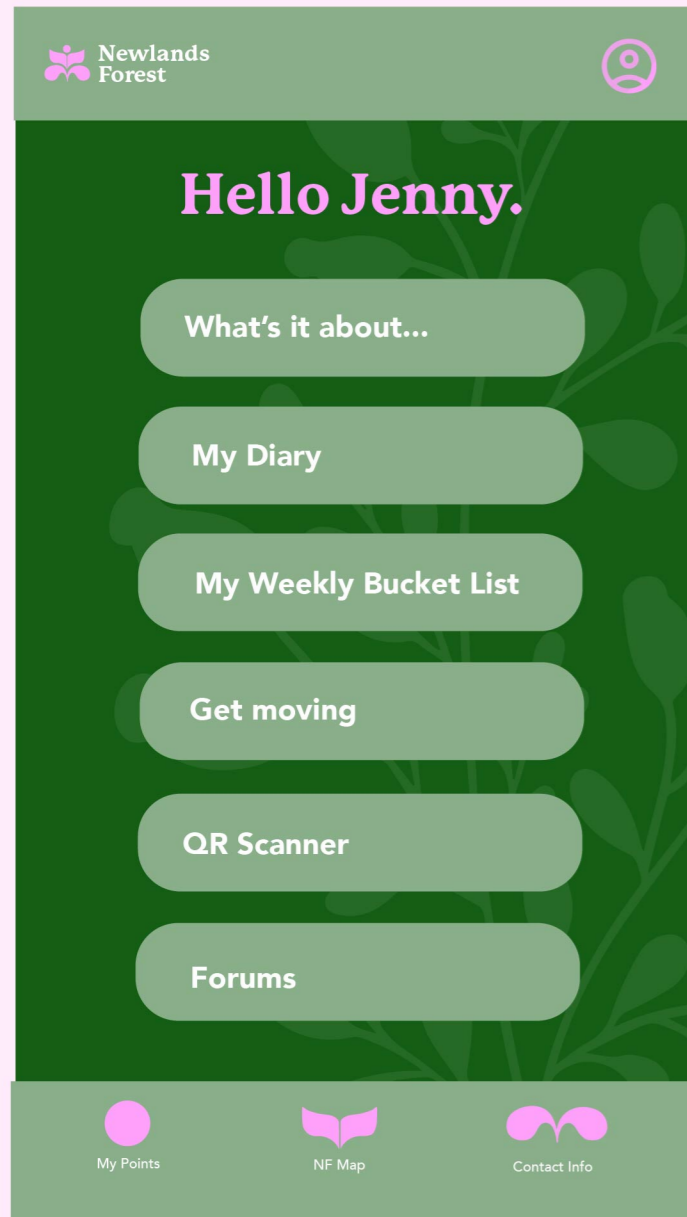 Newlands
Forest
Hello Jenny.
What’s it about...
My Diary
My Weekly Bucket List
Get moving
QR Scanner
Forums
My Points
NF Map
Contact Info